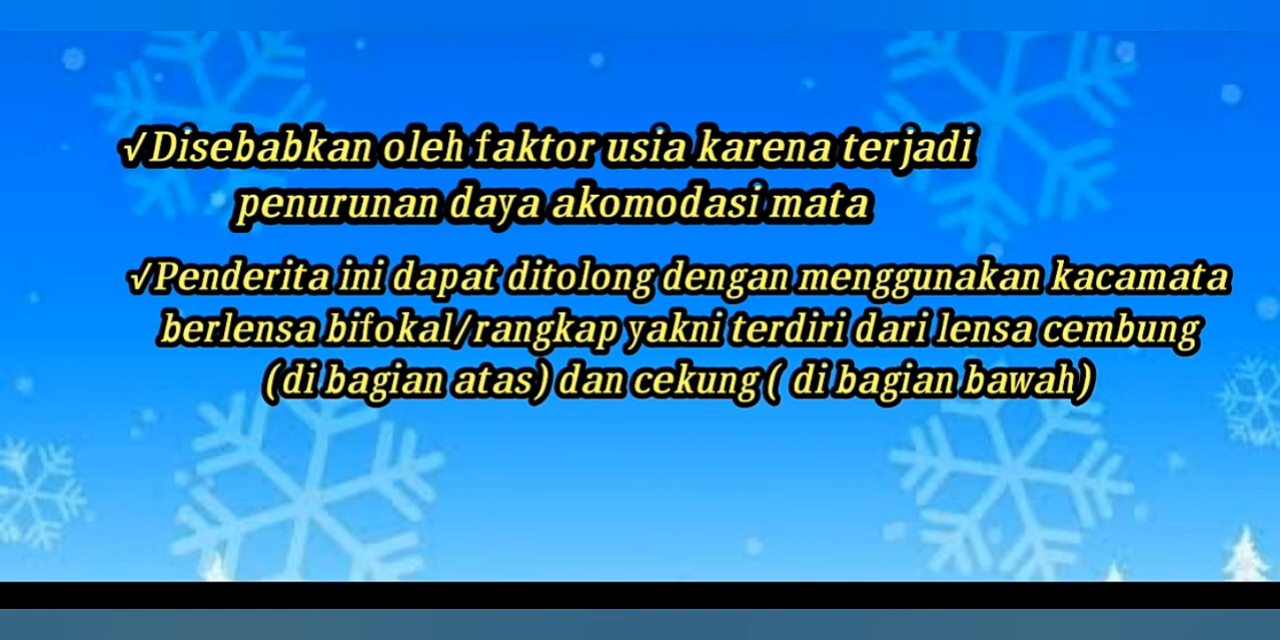 √Disebabkan oleh faktor usia karena terjadi
penurunan daya akomodasi mata
√Penderita ini dapat ditolong dengan menggunakan kacamata
berlensa bifokal/rangkap yakni terdiri dari lensa cembung
(di bagian atas) dan cekung ( di bagian bawah)